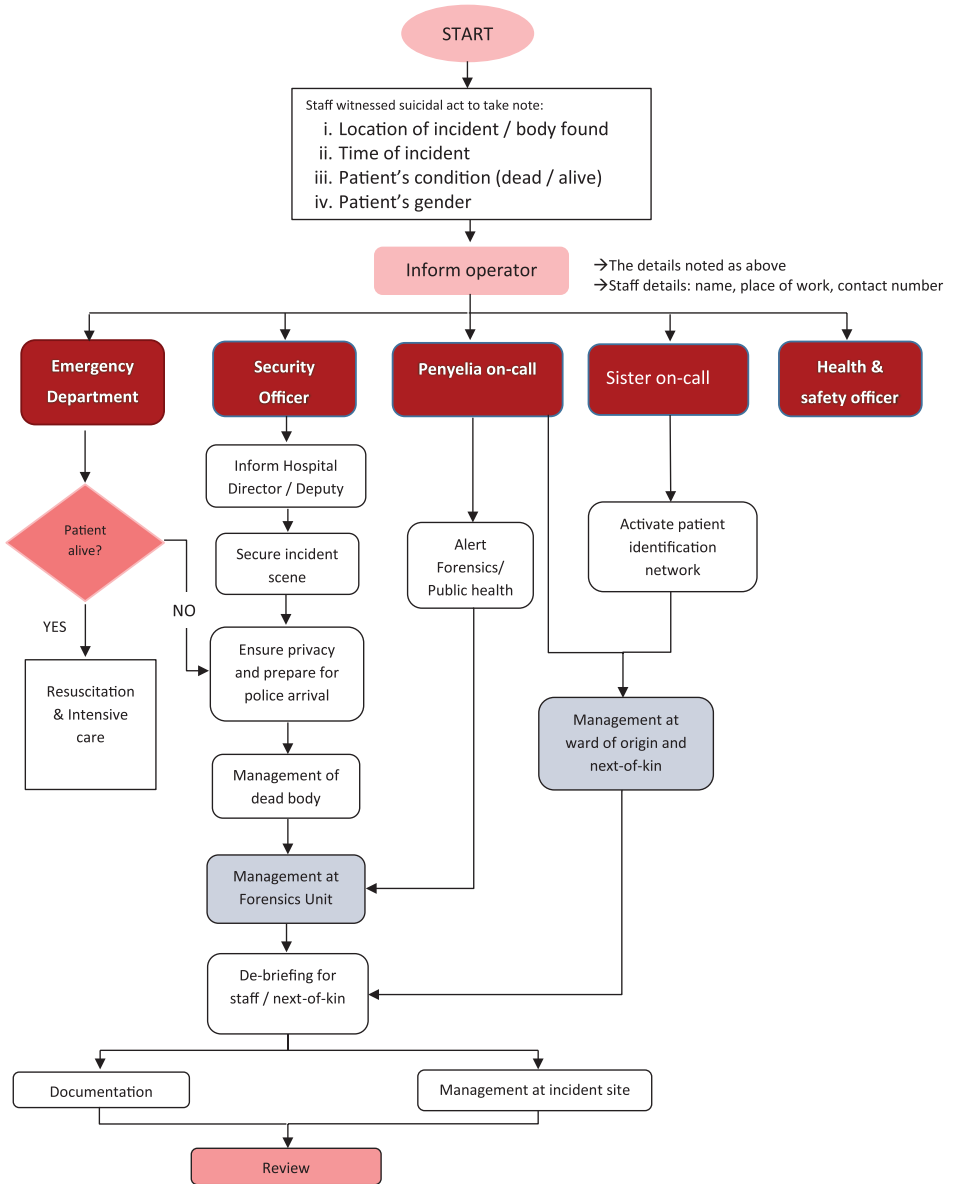 START
Staff witnessed suicidal act to take note:
i. Location of incident / body found
ii. Time of incident
iii. Patient’s condition (dead / alive)
iv. Patient’s gender
Inform operator
→The details noted as above
→Staff details: name, place of work, contact number
Emergency
Department
Security
Officer
Penyelia on-call
Sister on-call
Health &
safety officer
Inform Hospital
Director / Deputy
Patient
alive?
Secure incident
scene
Alert
Forensics/
Public health
Activate patient
identification
network
NO
YES
Ensure privacy
and prepare for
police arrival
Resuscitation
& Intensive
care
Management at
ward of origin and
next-of-kin
Management of
dead body
Management at
Forensics Unit
De-briefing for
staff / next-of-kin
Documentation
Management at incident site
Review